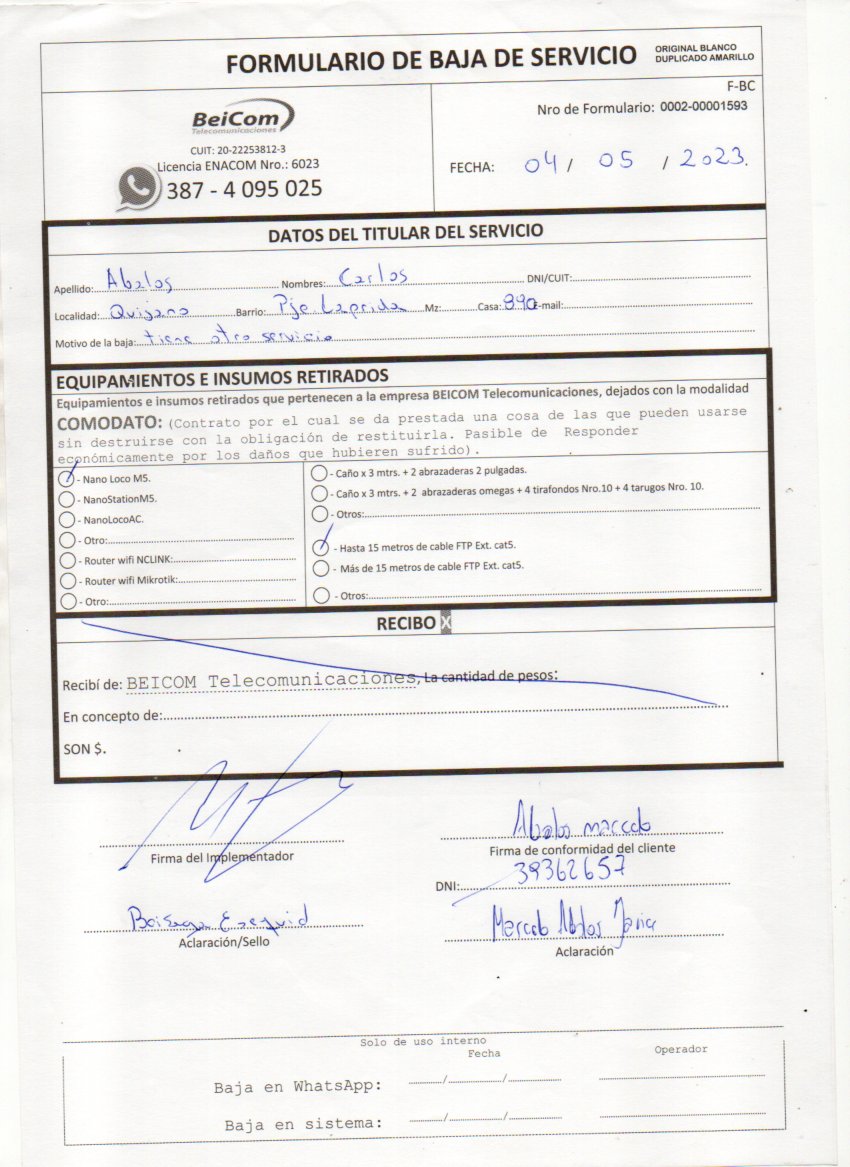 FORMULARIO DE BAJA DE SERVICIO
ORIGINAL BLANCO
DUPLICADO AMARILLO
F-BC
BeiCom
Telecomunicaciones
CUIT: 20-22253812-3
Licencia ENACOM Nro.: 6023
387 - 4 095 025
Nro de Formulario: 0002-00001593
FECHA: 04 / 05 / 2023.
DATOS DEL TITULAR DEL SERVICIO
Apellido: Abalos Nombres: Carlos DNI/CUIT:
Localidad: Quijano Barrio: Pje. Laprida Mz: Casa: 890 E-mail:
Motivo de la baja: tiene otro servicio
EQUIPAMIENTOS E INSUMOS RETIRADOS
Equipamientos e insumos retirados que pertenecen a la empresa BEICOM Telecomunicaciones, dejados con la modalidad
COMODATO: (Contrato por el cual se da prestada una cosa de las que pueden usarse
sin destruirse con la obligación de restituirla. Pasible de Responder
económicamente por los daños que hubieren sufrido).
- Nano Loco M5.
- NanoStationM5.
- NanoLocoAC.
- Otro:
- Router wifi NCLINK:
- Router wifi Mikrotik:
- Otro:
- Caño x 3 mtrs. + 2 abrazaderas 2 pulgadas.
- Caño x 3 mtrs. + 2 abrazaderas omegas + 4 tirafondos Nro.10 + 4 tarugos Nro. 10.
- Otros:
- Hasta 15 metros de cable FTP Ext. cat5.
- Más de 15 metros de cable FTP Ext. cat5.
- Otros:
RECIBO X
Recibí de: BEICOM Telecomunicaciones, La cantidad de pesos:
En concepto de:
SON $.
Firma del Implementador
Aclaración/Sello
Abalos marcelo
Firma de conformidad del cliente
DNI: 39362657
Marcelo Abalos
Aclaración
Solo de uso interno
Fecha Operador
Baja en WhatsApp: / /
Baja en sistema: / /